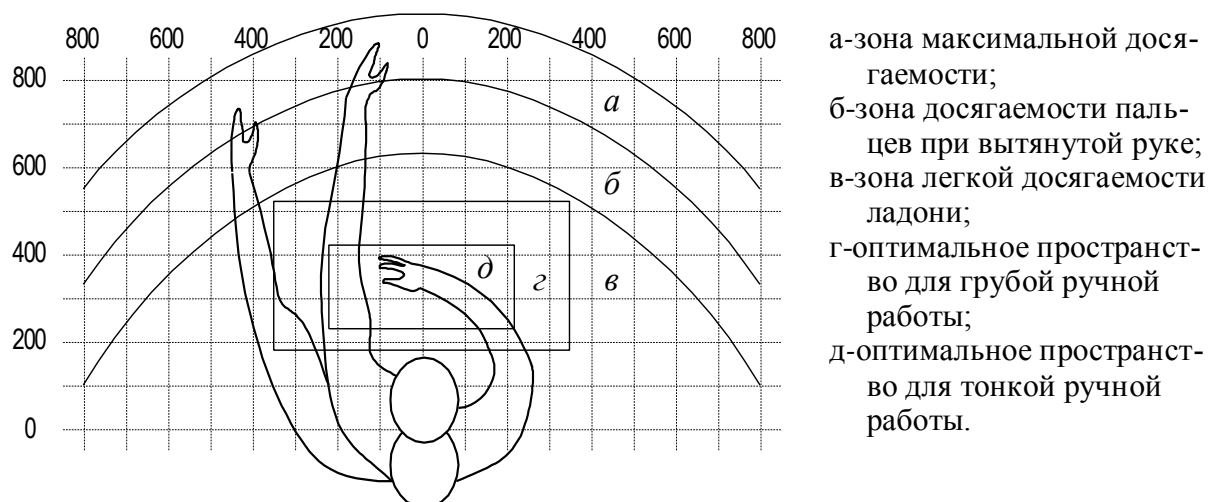 800 600 400 200 0 200 400 600 800
800
600
400
200
0
а
б
в
г
д
а-зона максимальной дося-
гаемости;
б-зона досягаемости паль-
цев при вытянутой руке;
в-зона легкой досягаемости
ладони;
г-оптимальное пространст-
во для грубой ручной
работы;
д-оптимальное пространст-
во для тонкой ручной
работы.